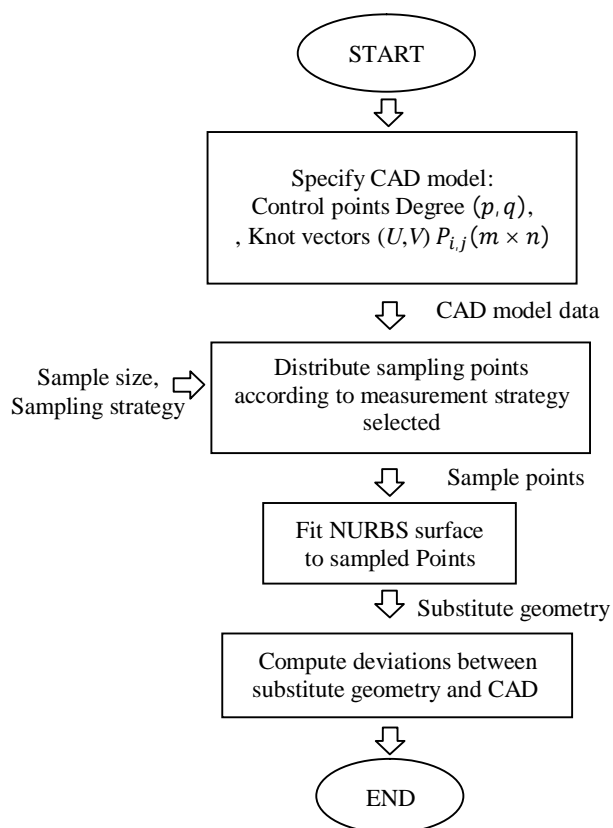 START
Specify CAD model:
Control points Degree (p, q),
, Knot vectors (U,V) P_{i,j}(m × n)
CAD model data
Sample size,
Sampling strategy
Distribute sampling points
according to measurement strategy
selected
Sample points
Fit NURBS surface
to sampled Points
Substitute geometry
Compute deviations between
substitute geometry and CAD
END